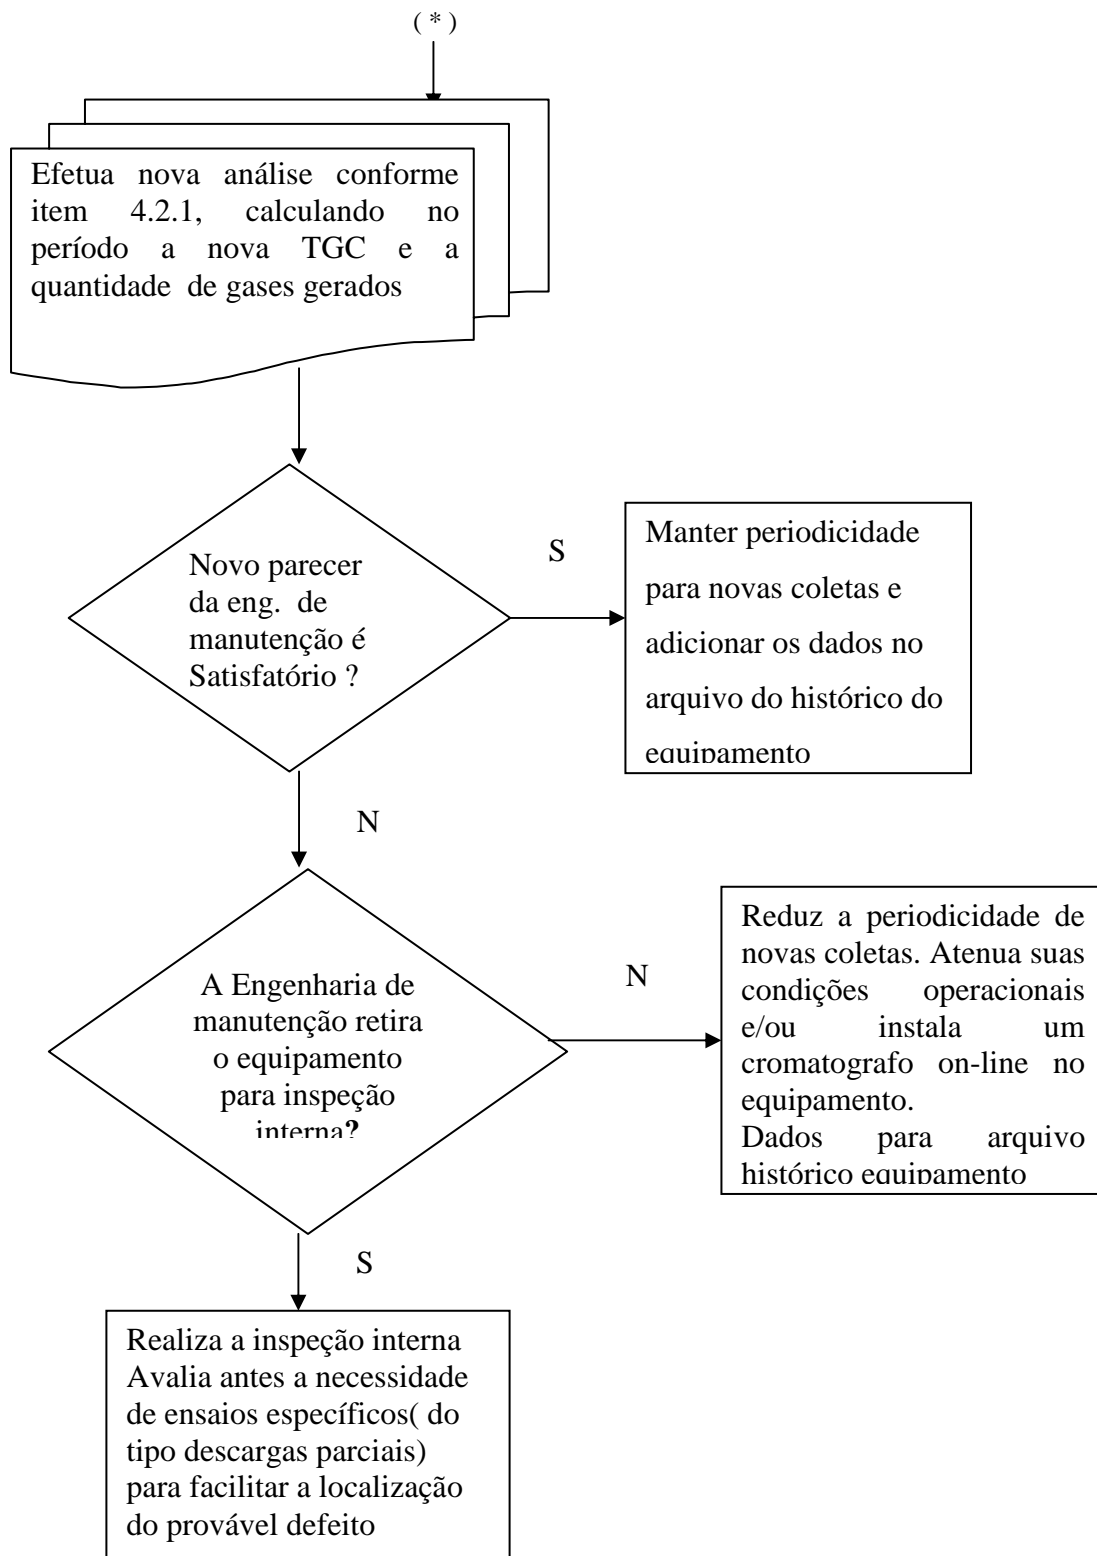 ( * )
Efetua nova análise conforme
item 4.2.1, calculando no
período a nova TGC e a
quantidade de gases gerados
Novo parecer
da eng. de
manutenção é
Satisfatório ?
S
Manter periodicidade
para novas coletas e
adicionar os dados no
arquivo do histórico do
equipamento
N
A Engenharia de
manutenção retira
o equipamento
para inspeção
interna?
N
Reduz a periodicidade de
novas coletas. Atenua suas
condições operacionais
e/ou instala um
cromatografo on-line no
equipamento.
Dados para arquivo
histórico equipamento
S
Realiza a inspeção interna
Avalia antes a necessidade
de ensaios específicos( do
tipo descargas parciais)
para facilitar a localização
do provável defeito